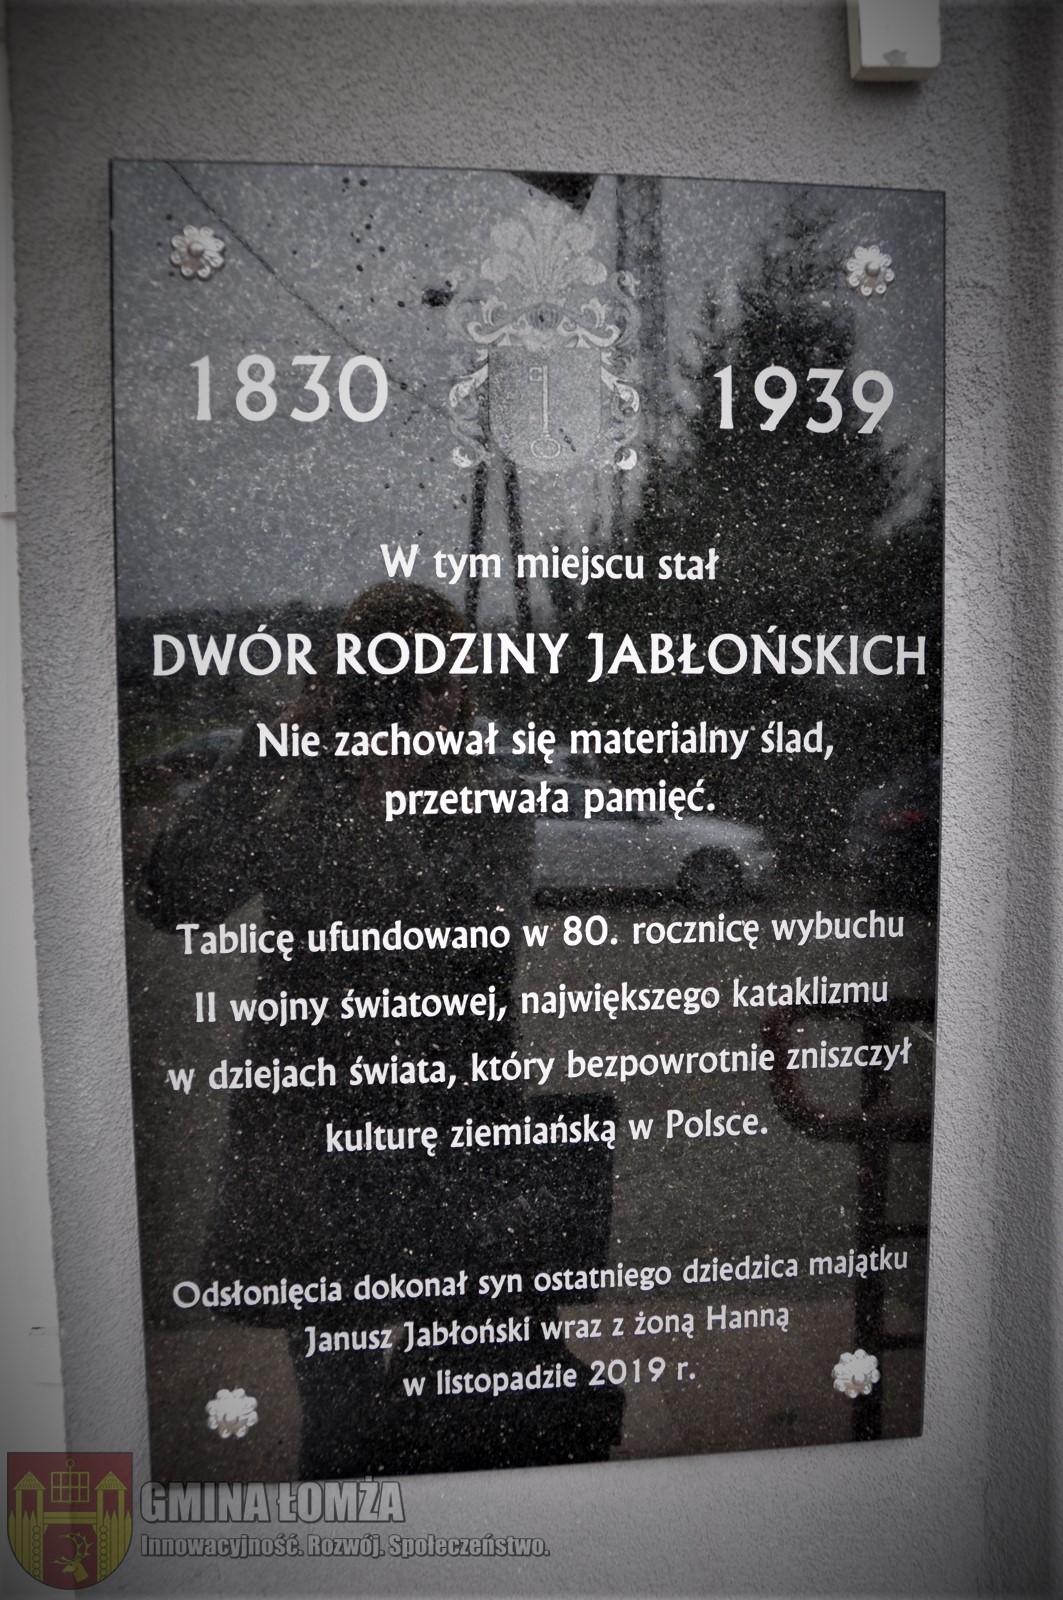 1830 1939
W tym miejscu stał
DWÓR RODZINY JABŁOŃSKICH
Nie zachował się materialny ślad,
przetrwała pamięć.
Tablicę ufundowano w 80. rocznicę wybuchu
II wojny światowej, największego kataklizmu
w dziejach świata, który bezpowrotnie zniszczył
kulturę ziemiańską w Polsce.
Odsłonięcia dokonał syn ostatniego dziedzica majątku
Janusz Jabłoński wraz z żoną Hanną
w listopadzie 2019 r.
GMINA ŁOMŻA
Innowacyjność. Rozwój. Społeczeństwo.